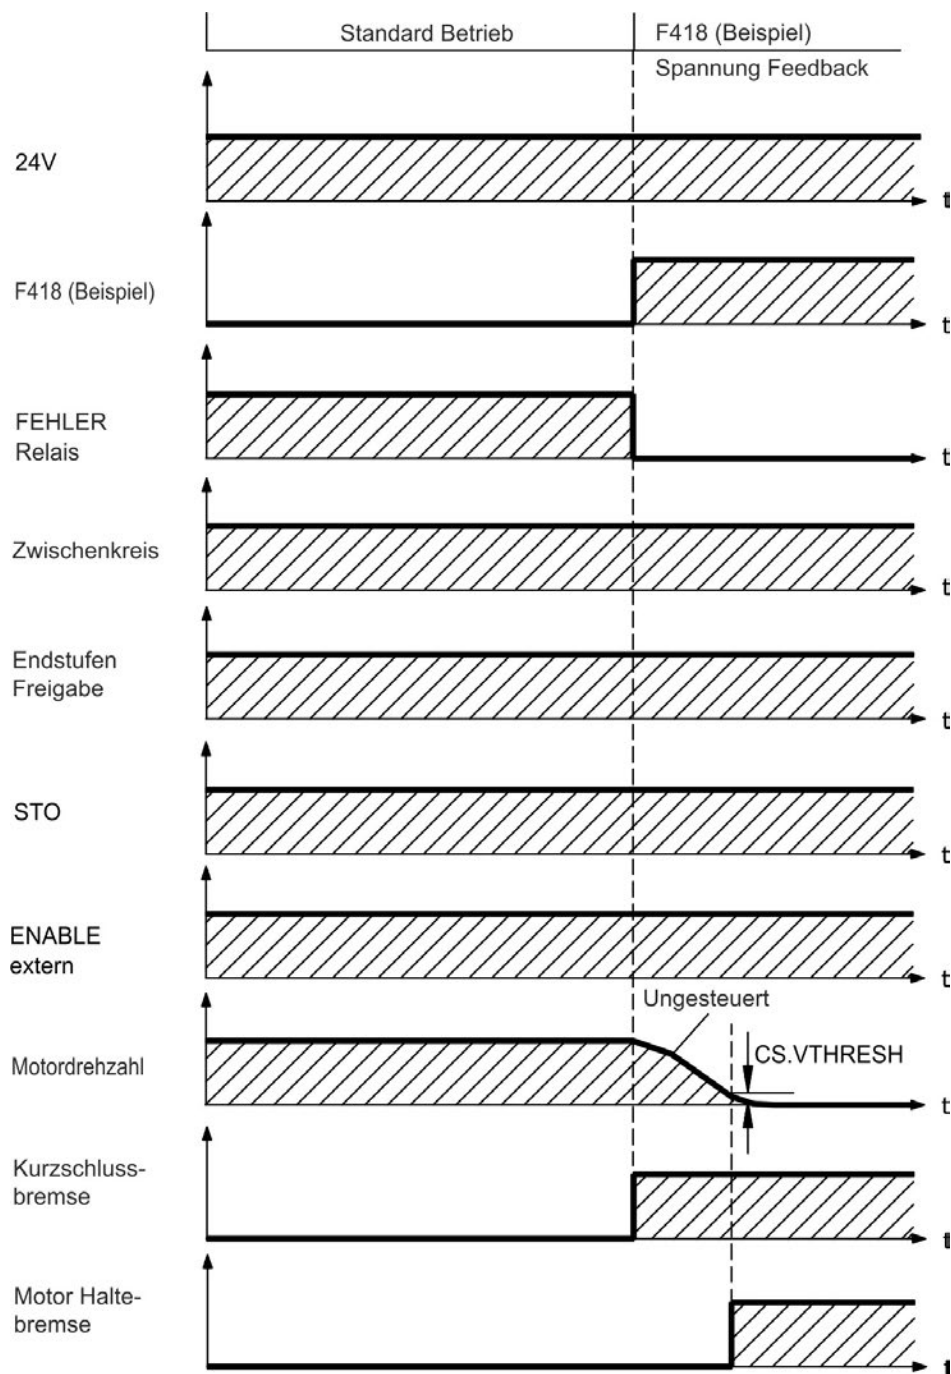 Standard Betrieb
F418 (Beispiel)
Spannung Feedback
24V
t
F418 (Beispiel)
t
FEHLER
Relais
t
Zwischenkreis
t
Endstufen
Freigabe
t
STO
t
ENABLE
extern
t
Ungesteuert
Motordrehzahl
CS.VTHRESH
t
Kurzschluss-
bremse
t
Motor Halte-
bremse
t